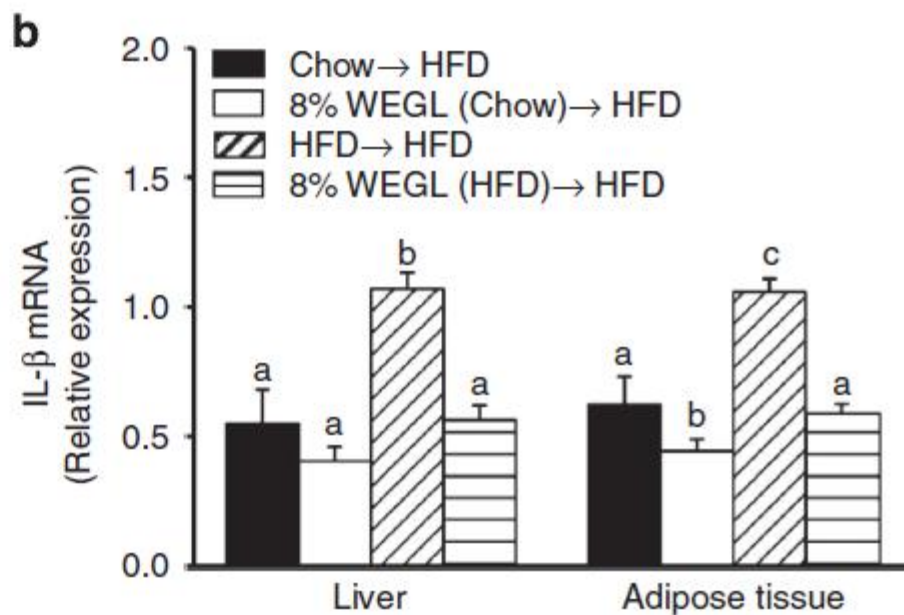 b
2.0
1.5
1.0
0.5
0.0
IL-β mRNA
(Relative expression)
Chow→ HFD
8% WEGL (Chow)→ HFD
HFD→ HFD
8% WEGL (HFD)→ HFD
a
a
b
a
a
b
c
a
Liver
Adipose tissue